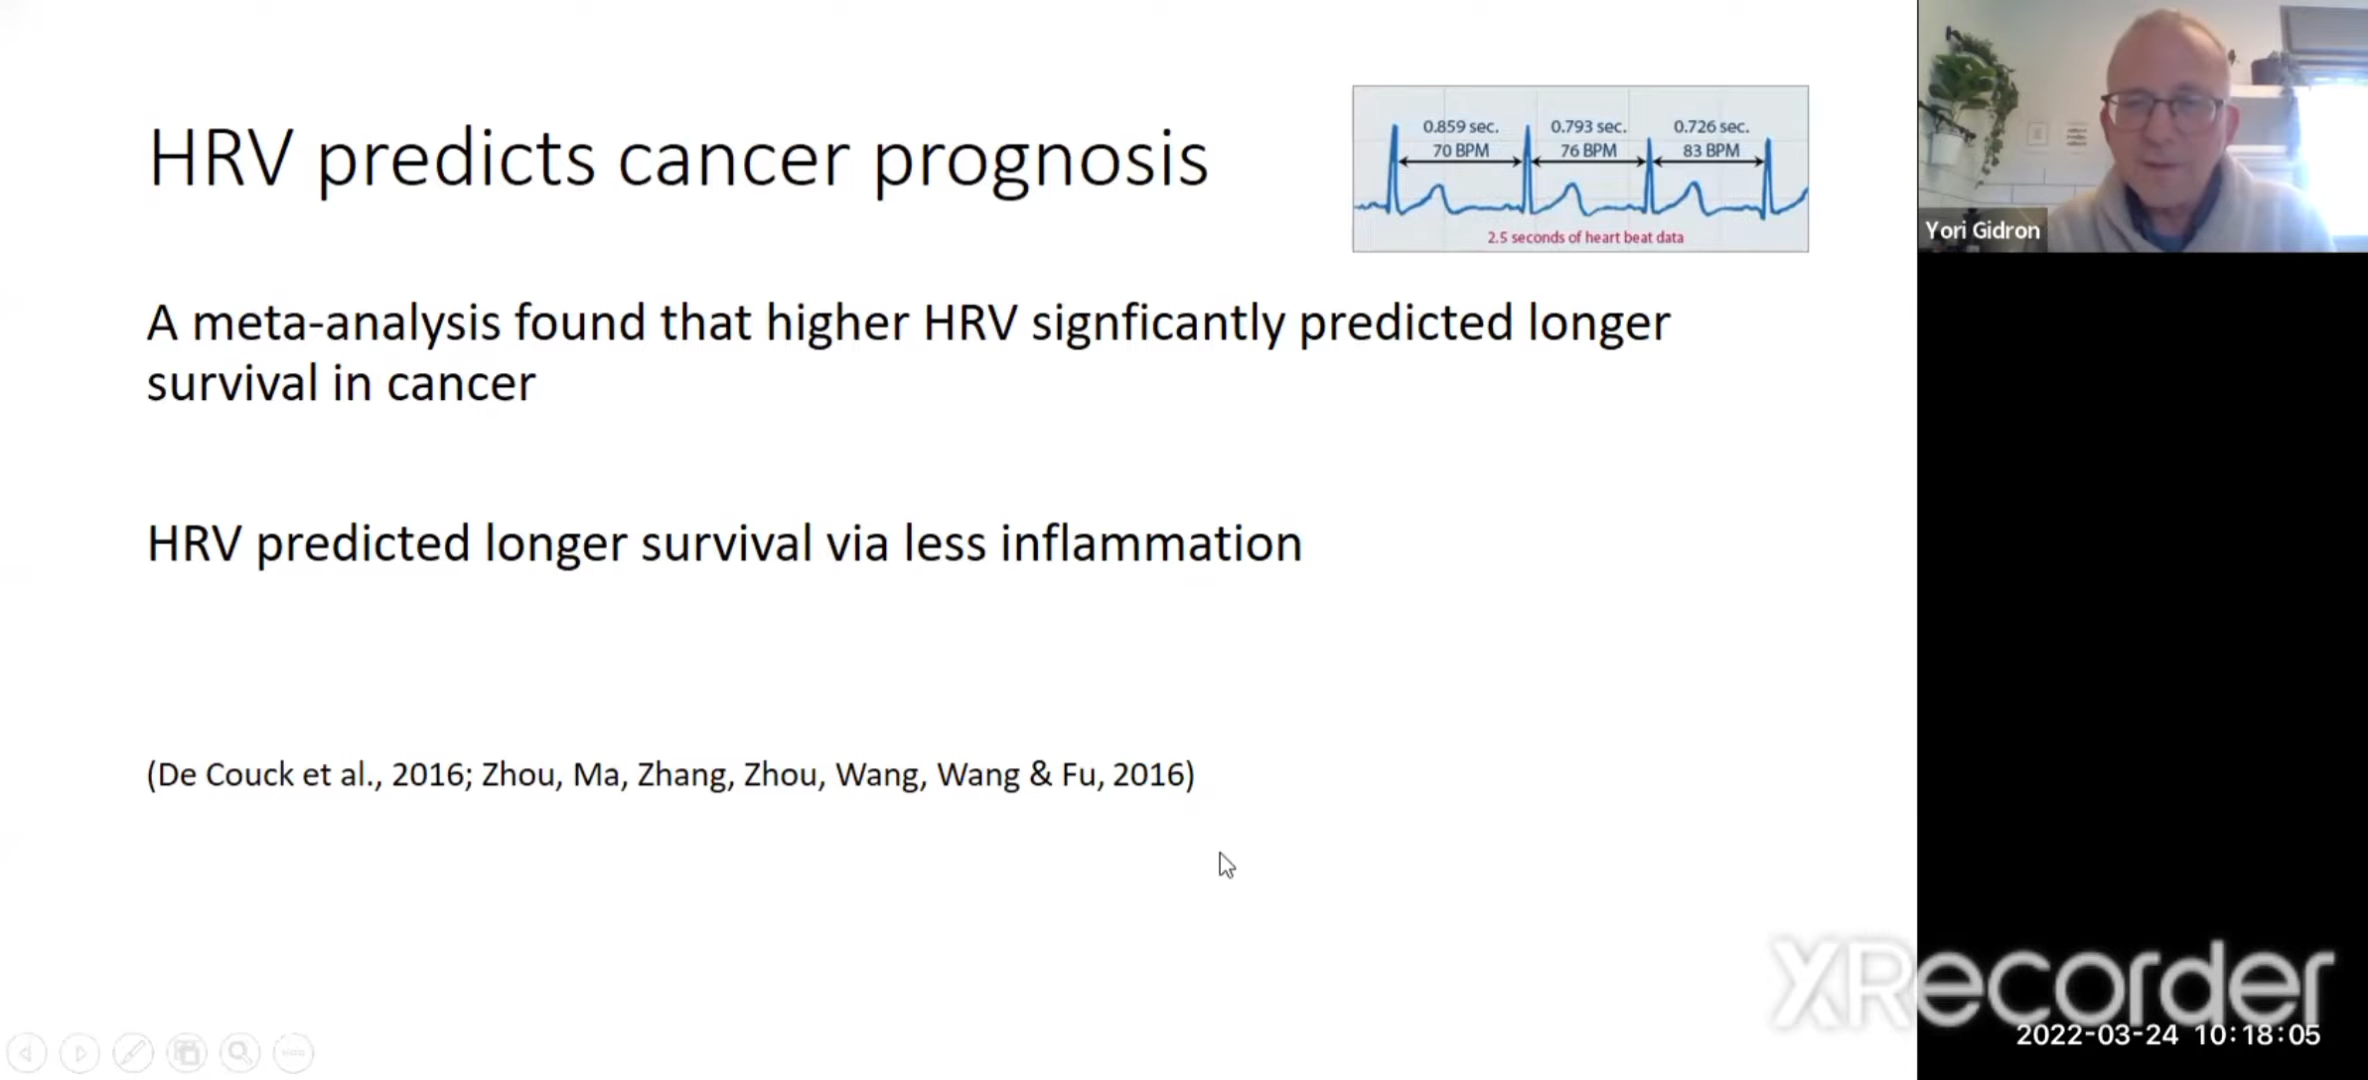 HRV predicts cancer prognosis
0.859 sec. 0.793 sec. 0.726 sec.
70 BPM 76 BPM 83 BPM
2.5 seconds of heart beat data
Yori Gidron
A meta-analysis found that higher HRV signficantly predicted longer
survival in cancer
HRV predicted longer survival via less inflammation
(De Couck et al., 2016; Zhou, Ma, Zhang, Zhou, Wang, Wang & Fu, 2016)
XRecorder
2022-03-24 10:18:05